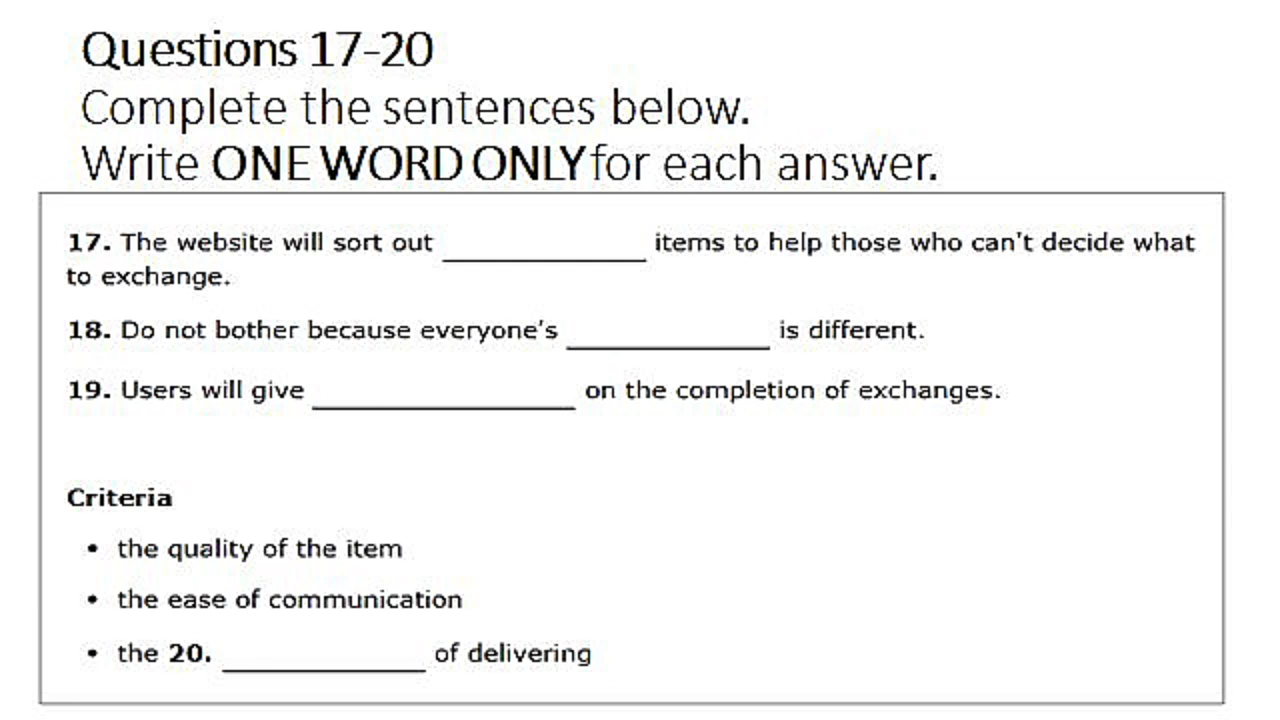 Questions 17-20
Complete the sentences below.
Write ONE WORD ONLY for each answer.
17. The website will sort out ____________ items to help those who can't decide what
to exchange.
18. Do not bother because everyone's ____________ is different.
19. Users will give ________________ on the completion of exchanges.
Criteria
• the quality of the item
• the ease of communication
• the 20. ____________ of delivering